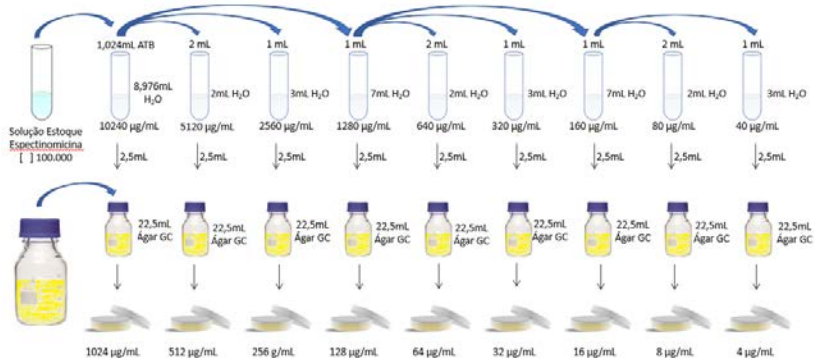 1,024mL ATB 2 mL 1 mL 1 mL 2 mL 1 mL 1 mL 2 mL 1 mL
8,976mL
H₂O
2mL H₂O 3mL H₂O 7mL H₂O 2mL H₂O 3mL H₂O 7mL H₂O 2mL H₂O 3mL H₂O
10240 µg/mL 5120 µg/mL 2560 µg/mL 1280 µg/mL 640 µg/mL 320 µg/mL 160 µg/mL 80 µg/mL 40 µg/mL
Solução Estoque
Espectinomicina
[ ] 100.000
2,5mL 2,5mL 2,5mL 2,5mL 2,5mL 2,5mL 2,5mL 2,5mL 2,5mL
22,5mL 22,5mL 22,5mL 22,5mL 22,5mL 22,5mL 22,5mL 22,5mL 22,5mL
Ágar GC Ágar GC Ágar GC Ágar GC Ágar GC Ágar GC Ágar GC Ágar GC Ágar GC
1024 µg/mL 512 µg/mL 256 g/mL 128 µg/mL 64 µg/mL 32 µg/mL 16 µg/mL 8 µg/mL 4 µg/mL